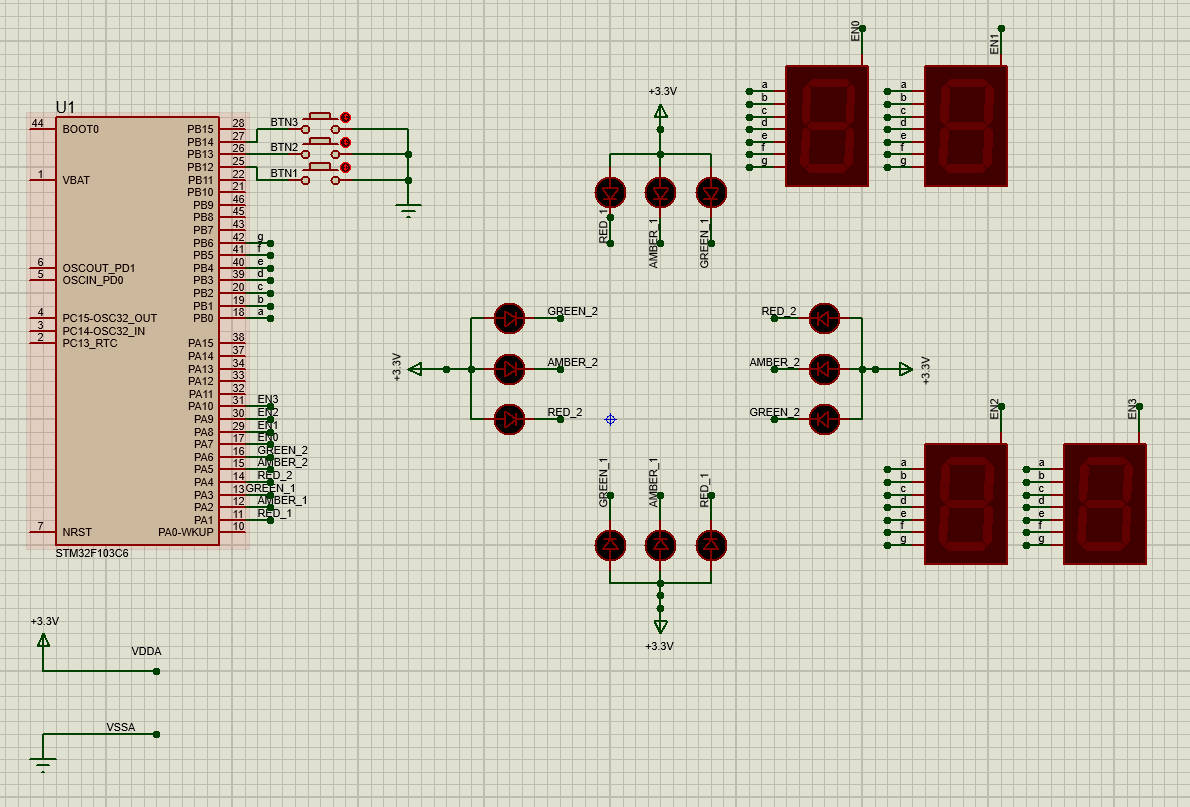 U1
44 BOOT0 PB15 28
PB14 27
PB13 26
PB12 25
1 VBAT PB11 22
PB10 21
PB9 46
PB8 45
PB7 43
PB6 42 g
PB5 41 f
6 OSCOUT_PD1 PB4 40 e
5 OSCIN_PD0 PB3 39 d
PB2 20 c
PB1 19 b
4 PC15-OSC32_OUT PB0 18 a
3 PC14-OSC32_IN
2 PC13_RTC PA15 38
PA14 37
PA13 34
PA12 33
PA11 32
PA10 31 EN3
PA9 30 EN2
PA8 29 EN1
PA7 17 EN0
PA6 16 GREEN_2
PA5 15 AMBER_2
PA4 14 RED_2
PA3 13 GREEN_1
PA2 12 AMBER_1
PA1 11 RED_1
7 NRST PA0-WKUP 10
STM32F103C6
BTN3
BTN2
BTN1
+3.3V
RED_1
AMBER_1
GREEN_1
EN0
a
b
c
d
e
f
g
EN1
a
b
c
d
e
f
g
+3.3V
GREEN_2
AMBER_2
RED_2
RED_2
AMBER_2
GREEN_2
+3.3V
GREEN_1
AMBER_1
RED_1
+3.3V
EN2
a
b
c
d
e
f
g
EN3
a
b
c
d
e
f
g
+3.3V
VDDA
VSSA